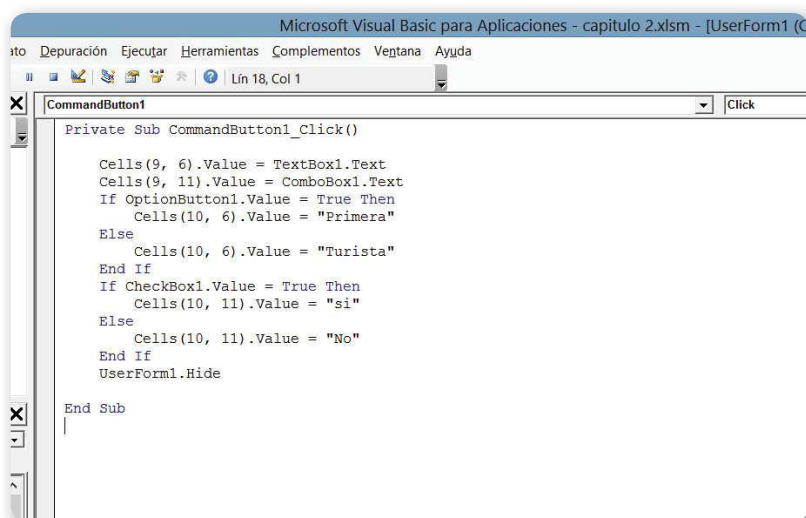 Microsoft Visual Basic para Aplicaciones - capitulo 2.xlsm - [UserForm1 (C
ato Depuración Ejecutar Herramientas Complementos Ventana Ayuda
Lín 18, Col 1
CommandButton1 Click
Private Sub CommandButton1_Click()
Cells(9, 6).Value = TextBox1.Text
Cells(9, 11).Value = ComboBox1.Text
If OptionButton1.Value = True Then
Cells(10, 6).Value = "Primera"
Else
Cells(10, 6).Value = "Turista"
End If
If CheckBox1.Value = True Then
Cells(10, 11).Value = "si"
Else
Cells(10, 11).Value = "No"
End If
UserForm1.Hide
End Sub